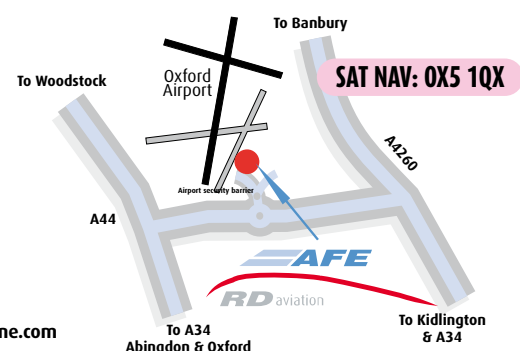 To Banbury
SAT NAV: OX5 1QX
To Woodstock
Oxford
Airport
A4260
Airport security barrier
A44
AFE
RD aviation
ne.com
To A34
Abingdon & Oxford
To Kidlington
& A34